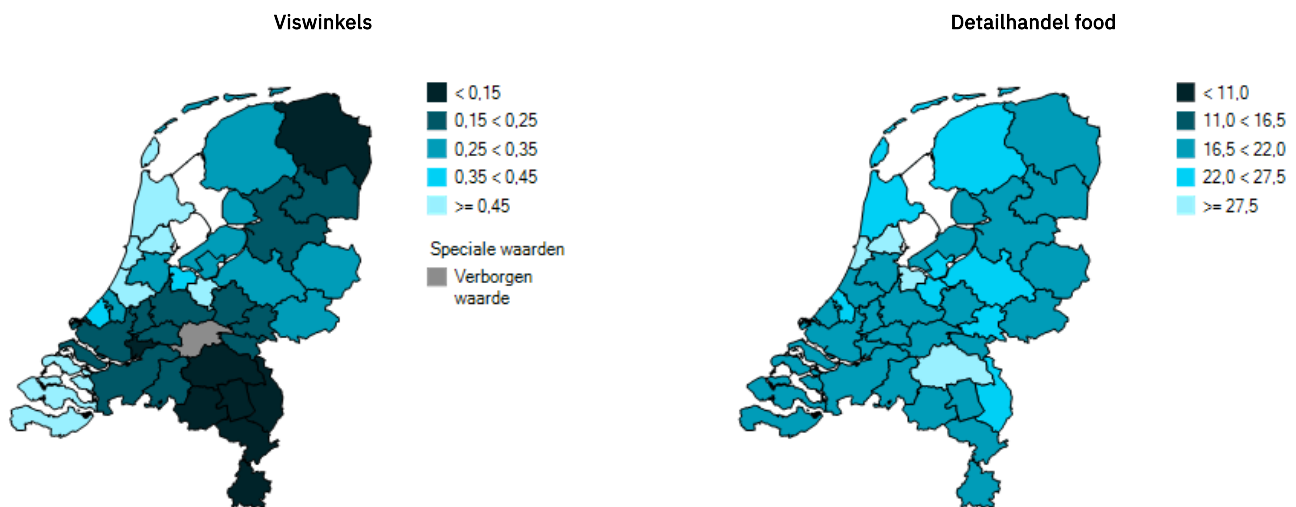 Viswinkels
< 0,15
0,15 < 0,25
0,25 < 0,35
0,35 < 0,45
>= 0,45
Speciale waarden
Verborgen
waarde
Detailhandel food
< 11,0
11,0 < 16,5
16,5 < 22,0
22,0 < 27,5
>= 27,5